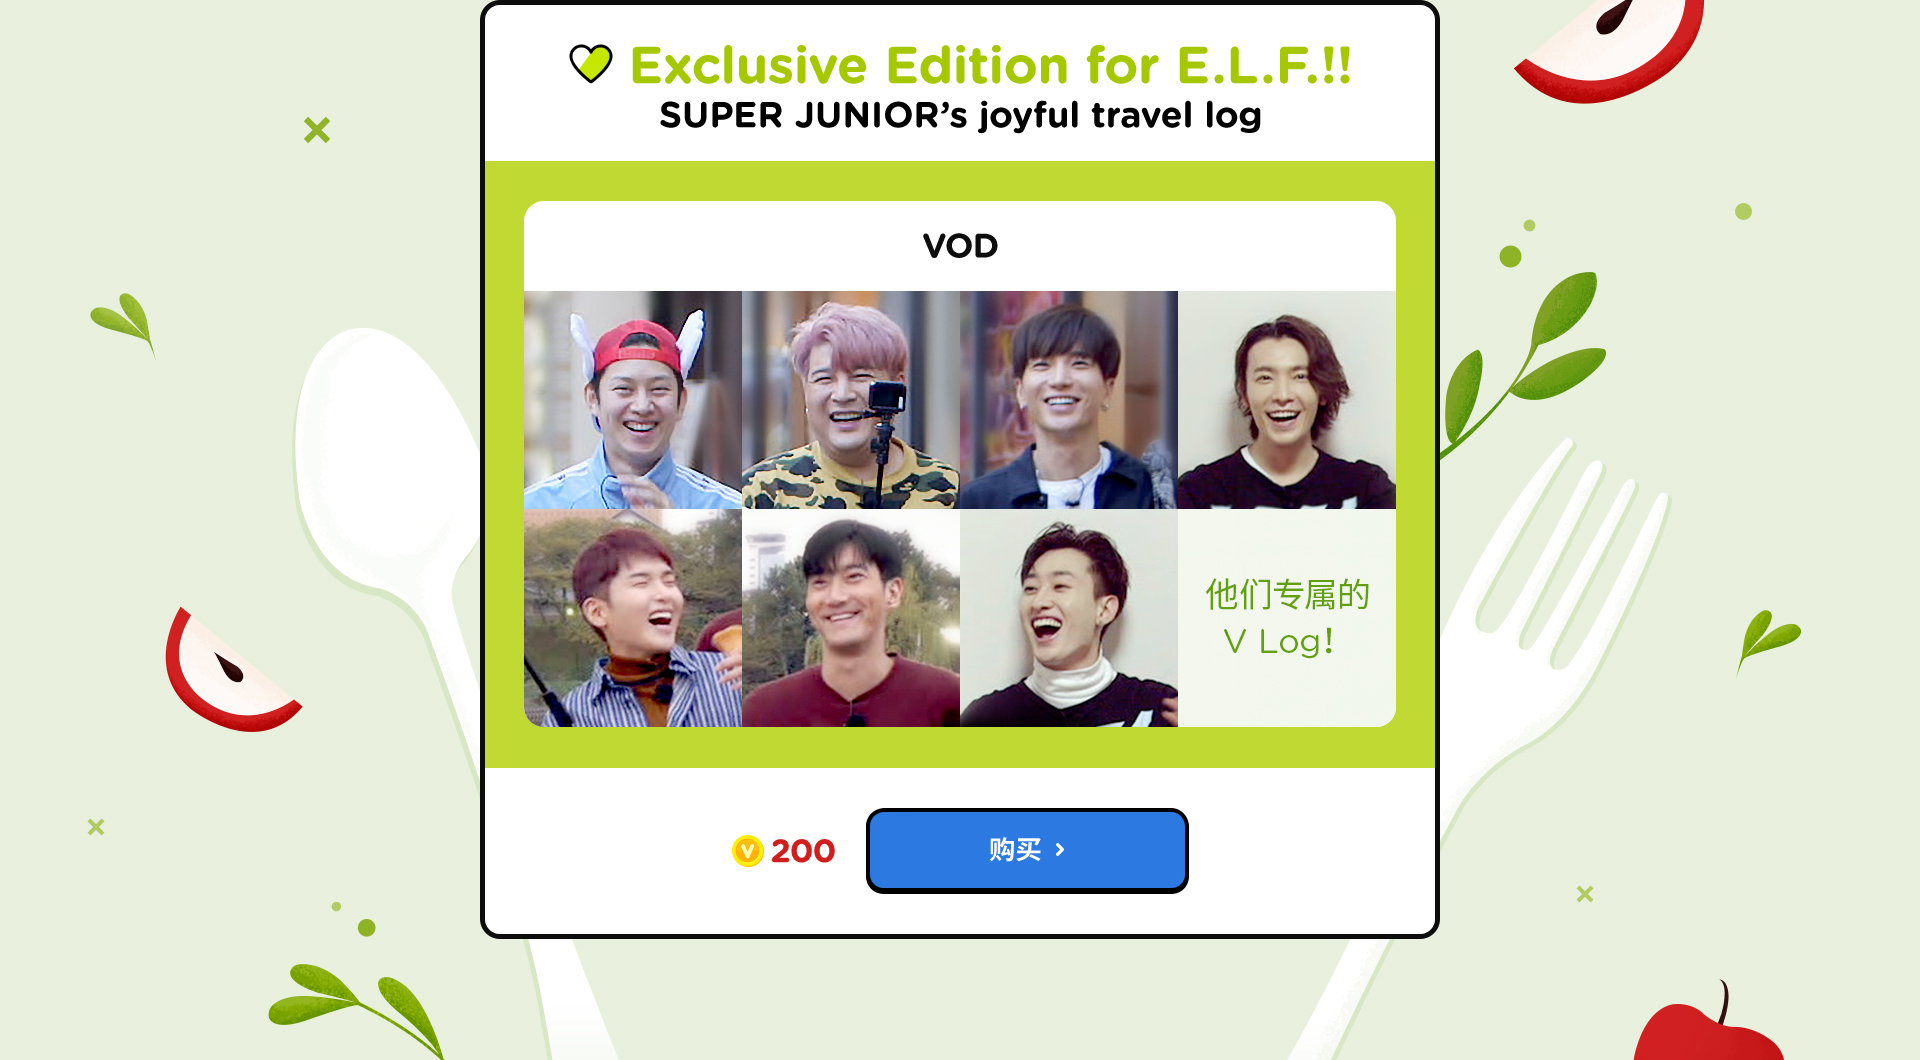 Exclusive Edition for E.L.F.!!
SUPER JUNIOR’s joyful travel log
VOD
他们专属的
V Log!
V 200
购买 ›